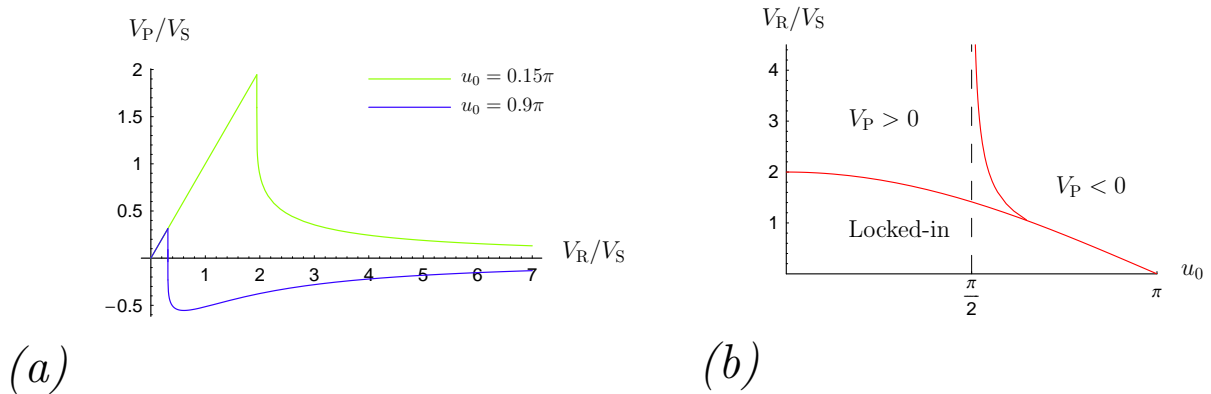 V_P/V_S
2
1.5
1
0.5
−0.5
1 2 3 4 5 6 7
V_R/V_S
u_0 = 0.15π
u_0 = 0.9π
(a)
V_R/V_S
4
3
2
1
V_P > 0
V_P < 0
Locked-in
π/2
π
u_0
(b)